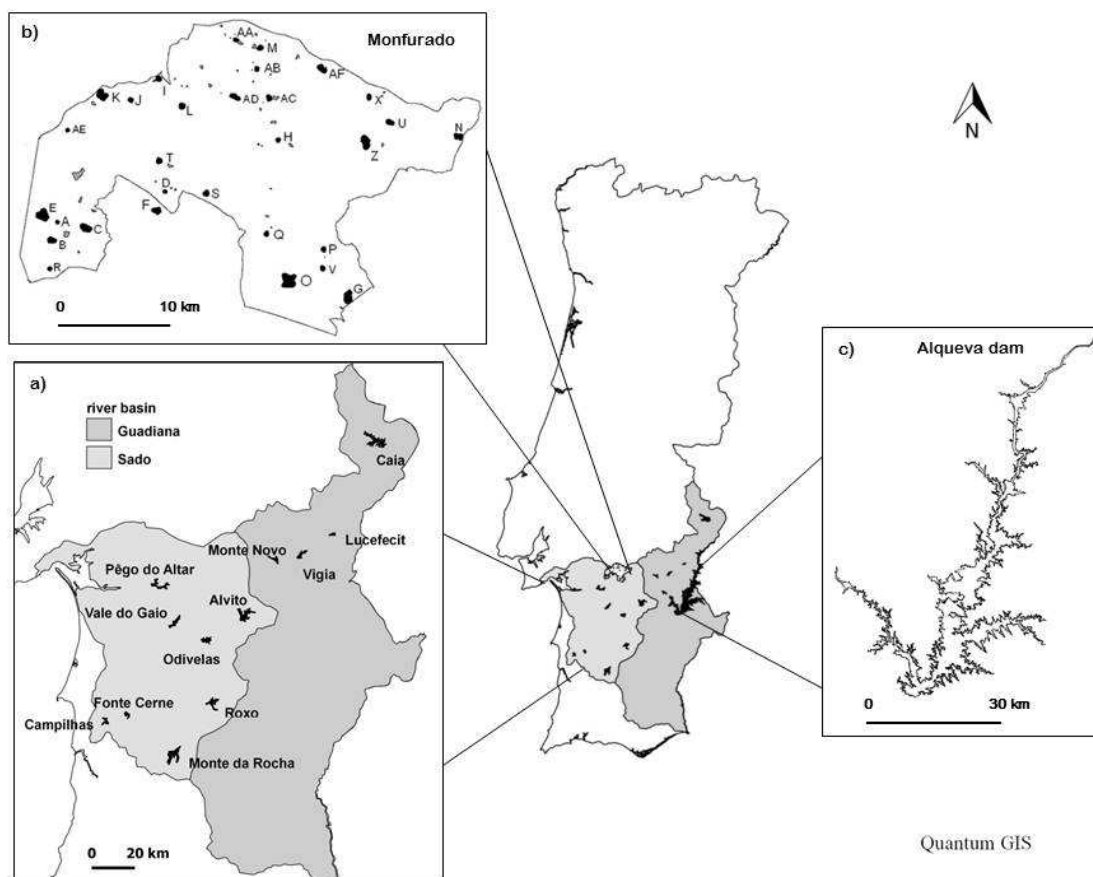 b)
Monfurado
AA
M
AB
AF
I
K
J
L
AD
AC
X
U
N
AE
H
Z
T
D
S
F
E
A
C
B
Q
P
R
V
O
G
0 10 km
N
a)
river basin
Guadiana
Sado
Caia
Lucefecit
Monte Novo
Vigia
Pêgo do Altar
Alvito
Vale do Gaio
Odivelas
Fonte Cerne
Campilhas
Roxo
Monte da Rocha
0 20 km
c)
Alqueva dam
0 30 km
Quantum GIS